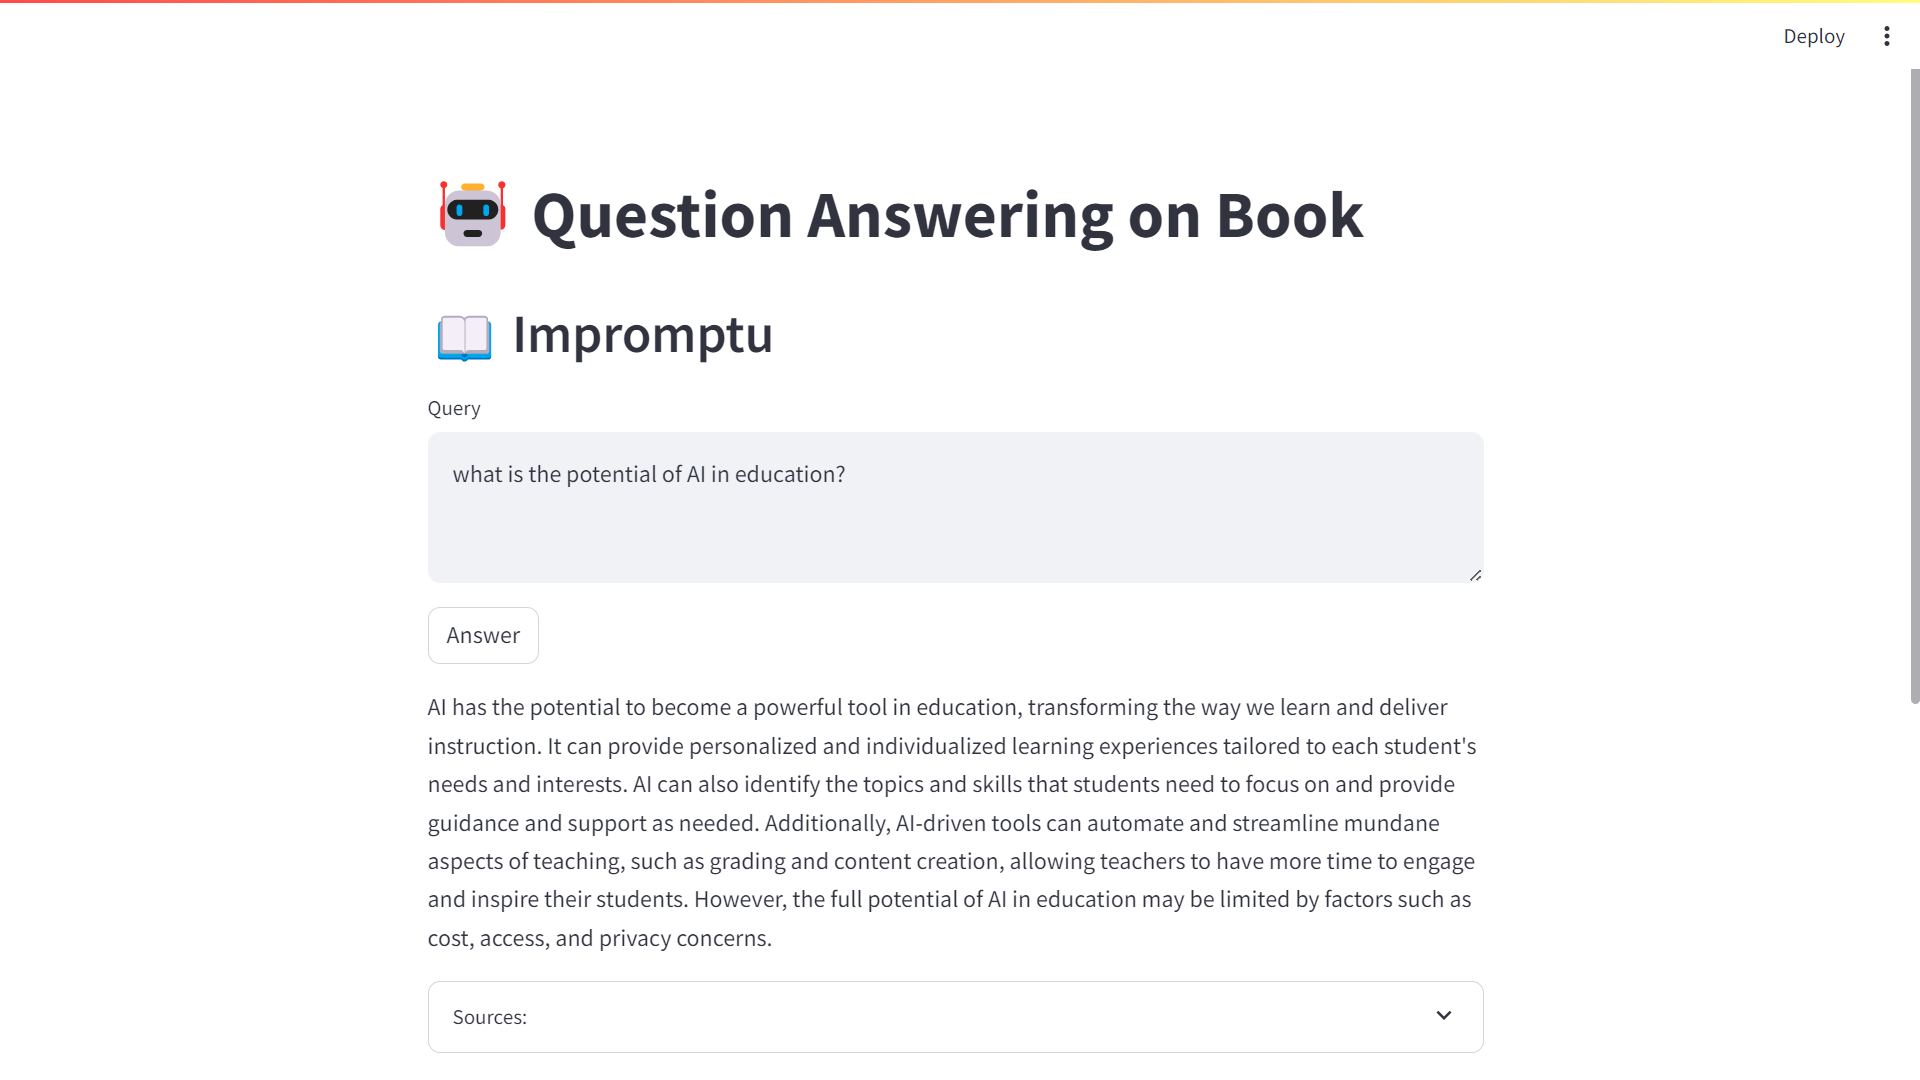 Deploy
Question Answering on Book
Impromptu
Query
what is the potential of AI in education?
Answer
AI has the potential to become a powerful tool in education, transforming the way we learn and deliver
instruction. It can provide personalized and individualized learning experiences tailored to each student's
needs and interests. AI can also identify the topics and skills that students need to focus on and provide
guidance and support as needed. Additionally, AI-driven tools can automate and streamline mundane
aspects of teaching, such as grading and content creation, allowing teachers to have more time to engage
and inspire their students. However, the full potential of AI in education may be limited by factors such as
cost, access, and privacy concerns.
Sources: